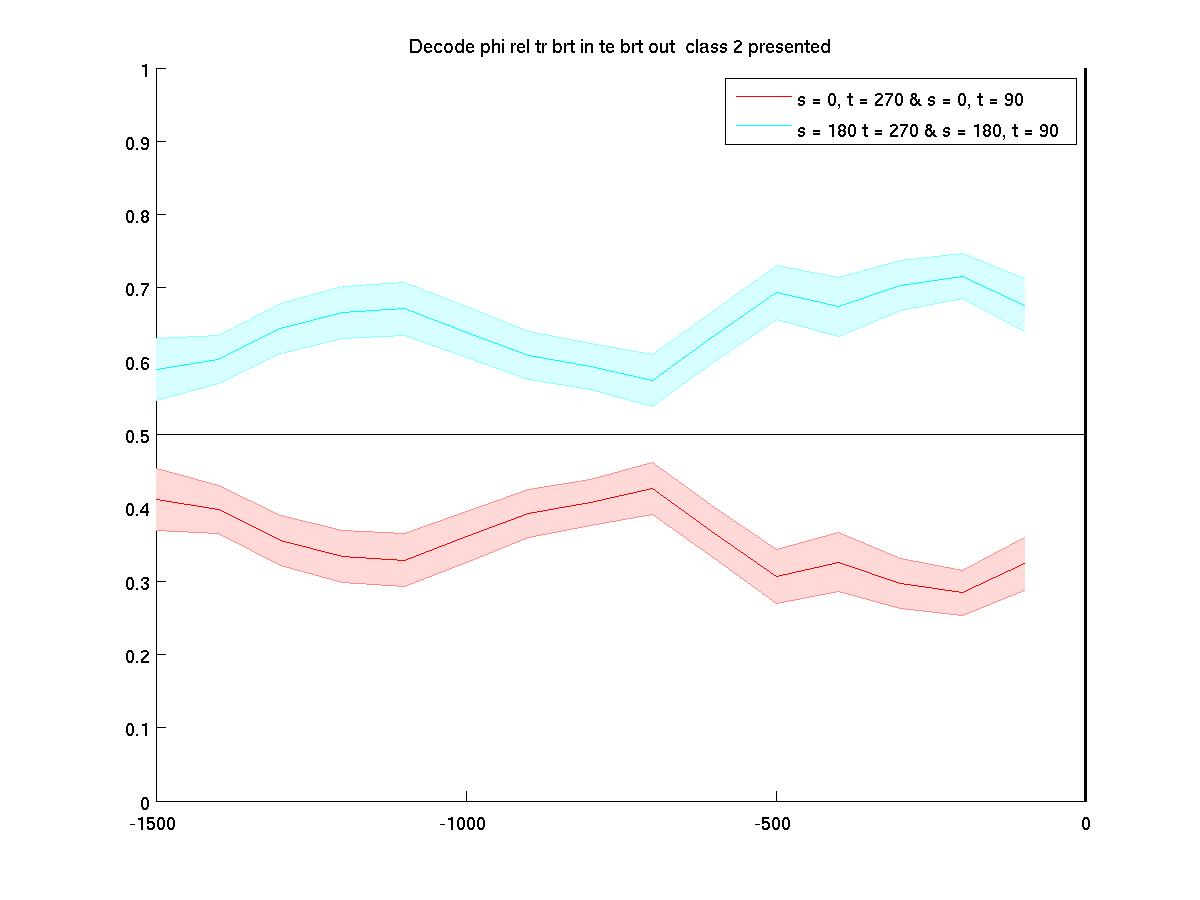 Decode phi rel tr brt in te brt out  class 2 presented
s = 0, t = 270 & s = 0, t = 90
s = 180 t = 270 & s = 180, t = 90
1
0.9
0.8
0.7
0.6
0.5
0.4
0.3
0.2
0.1
0
-1500 -1000 -500 0